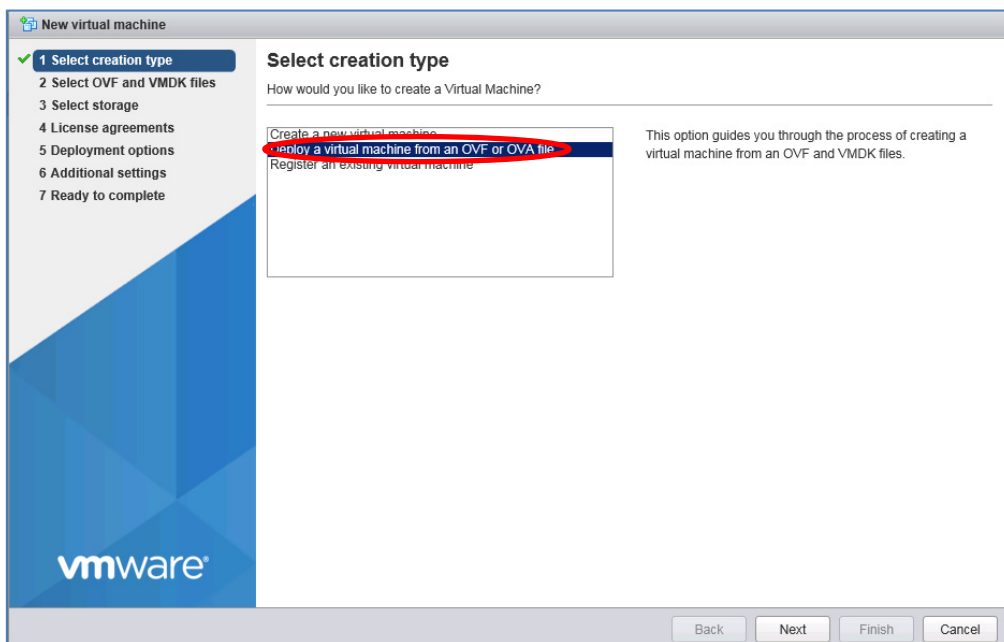 New virtual machine
1 Select creation type
2 Select OVF and VMDK files
3 Select storage
4 License agreements
5 Deployment options
6 Additional settings
7 Ready to complete
vmware®
Select creation type
How would you like to create a Virtual Machine?
Create a new virtual machine
Deploy a virtual machine from an OVF or OVA file
Register an existing virtual machine
This option guides you through the process of creating a
virtual machine from an OVF and VMDK files.
Back
Next
Finish
Cancel